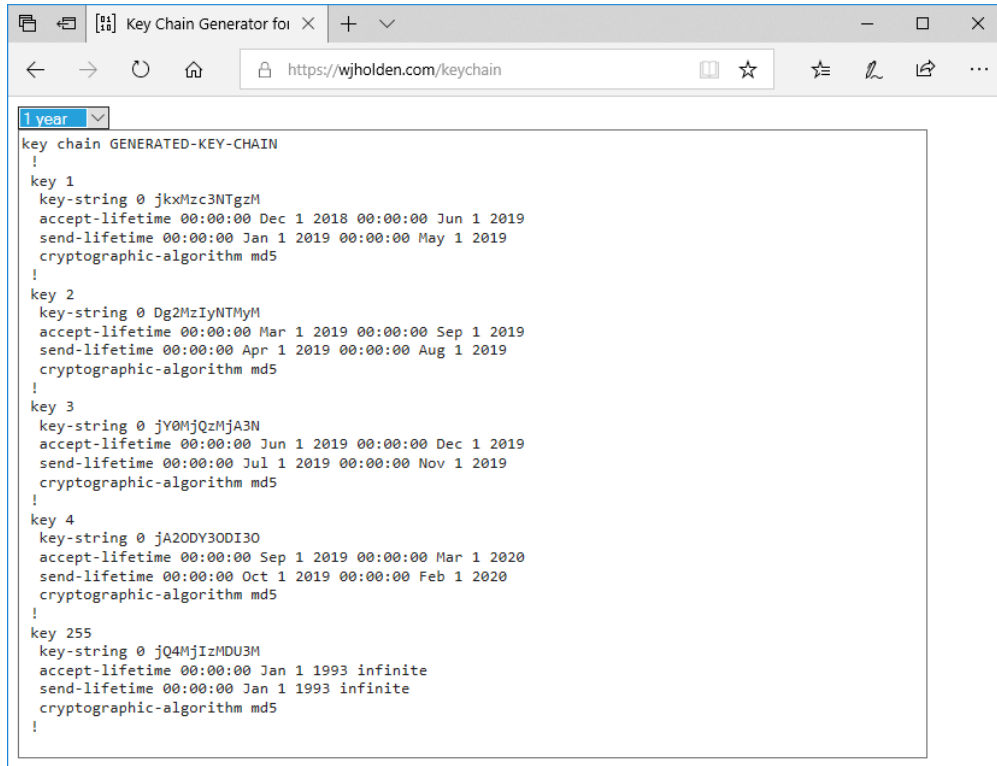 Key Chain Generator for
https://wjholden.com/keychain
1 year
key chain GENERATED-KEY-CHAIN
!
key 1
key-string 0 jkxMzc3NTgzM
accept-lifetime 00:00:00 Dec 1 2018 00:00:00 Jun 1 2019
send-lifetime 00:00:00 Jan 1 2019 00:00:00 May 1 2019
cryptographic-algorithm md5
!
key 2
key-string 0 Dg2MzIyNTMyM
accept-lifetime 00:00:00 Mar 1 2019 00:00:00 Sep 1 2019
send-lifetime 00:00:00 Apr 1 2019 00:00:00 Aug 1 2019
cryptographic-algorithm md5
!
key 3
key-string 0 jY0MjQzMjA3N
accept-lifetime 00:00:00 Jun 1 2019 00:00:00 Dec 1 2019
send-lifetime 00:00:00 Jul 1 2019 00:00:00 Nov 1 2019
cryptographic-algorithm md5
!
key 4
key-string 0 jA2ODY3ODI3O
accept-lifetime 00:00:00 Sep 1 2019 00:00:00 Mar 1 2020
send-lifetime 00:00:00 Oct 1 2019 00:00:00 Feb 1 2020
cryptographic-algorithm md5
!
key 255
key-string 0 jQ4MjIzMDU3M
accept-lifetime 00:00:00 Jan 1 1993 infinite
send-lifetime 00:00:00 Jan 1 1993 infinite
cryptographic-algorithm md5
!